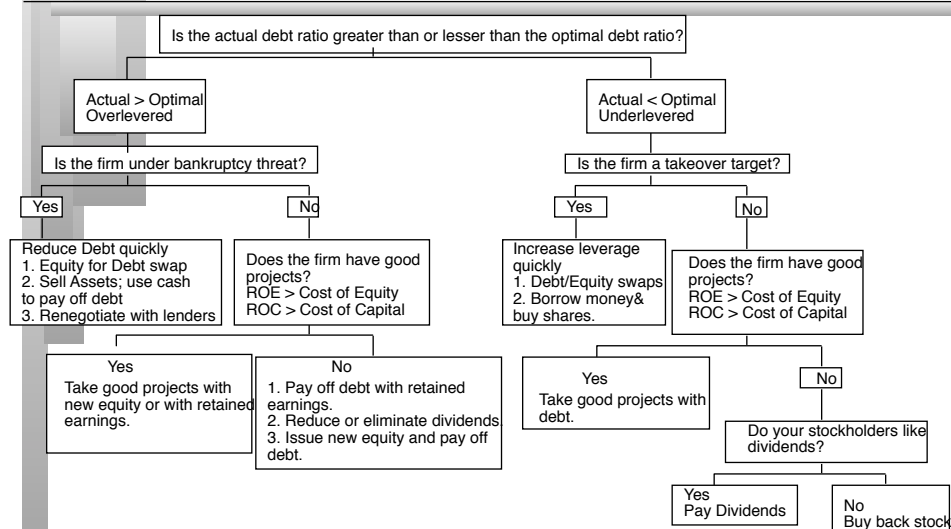 Is the actual debt ratio greater than or lesser than the optimal debt ratio?
Actual > Optimal
Overlevered
Actual < Optimal
Underlevered
Is the firm under bankruptcy threat?
Is the firm a takeover target?
Yes
No
Yes
No
Reduce Debt quickly
1. Equity for Debt swap
2. Sell Assets; use cash
to pay off debt
3. Renegotiate with lenders
Does the firm have good
projects?
ROE > Cost of Equity
ROC > Cost of Capital
Increase leverage
quickly
1. Debt/Equity swaps
2. Borrow money&
buy shares.
Does the firm have good
projects?
ROE > Cost of Equity
ROC > Cost of Capital
Yes
Take good projects with
new equity or with retained
earnings.
No
1. Pay off debt with retained
earnings.
2. Reduce or eliminate dividends.
3. Issue new equity and pay off
debt.
Yes
Take good projects with
debt.
No
Do your stockholders like
dividends?
Yes
Pay Dividends
No
Buy back stock